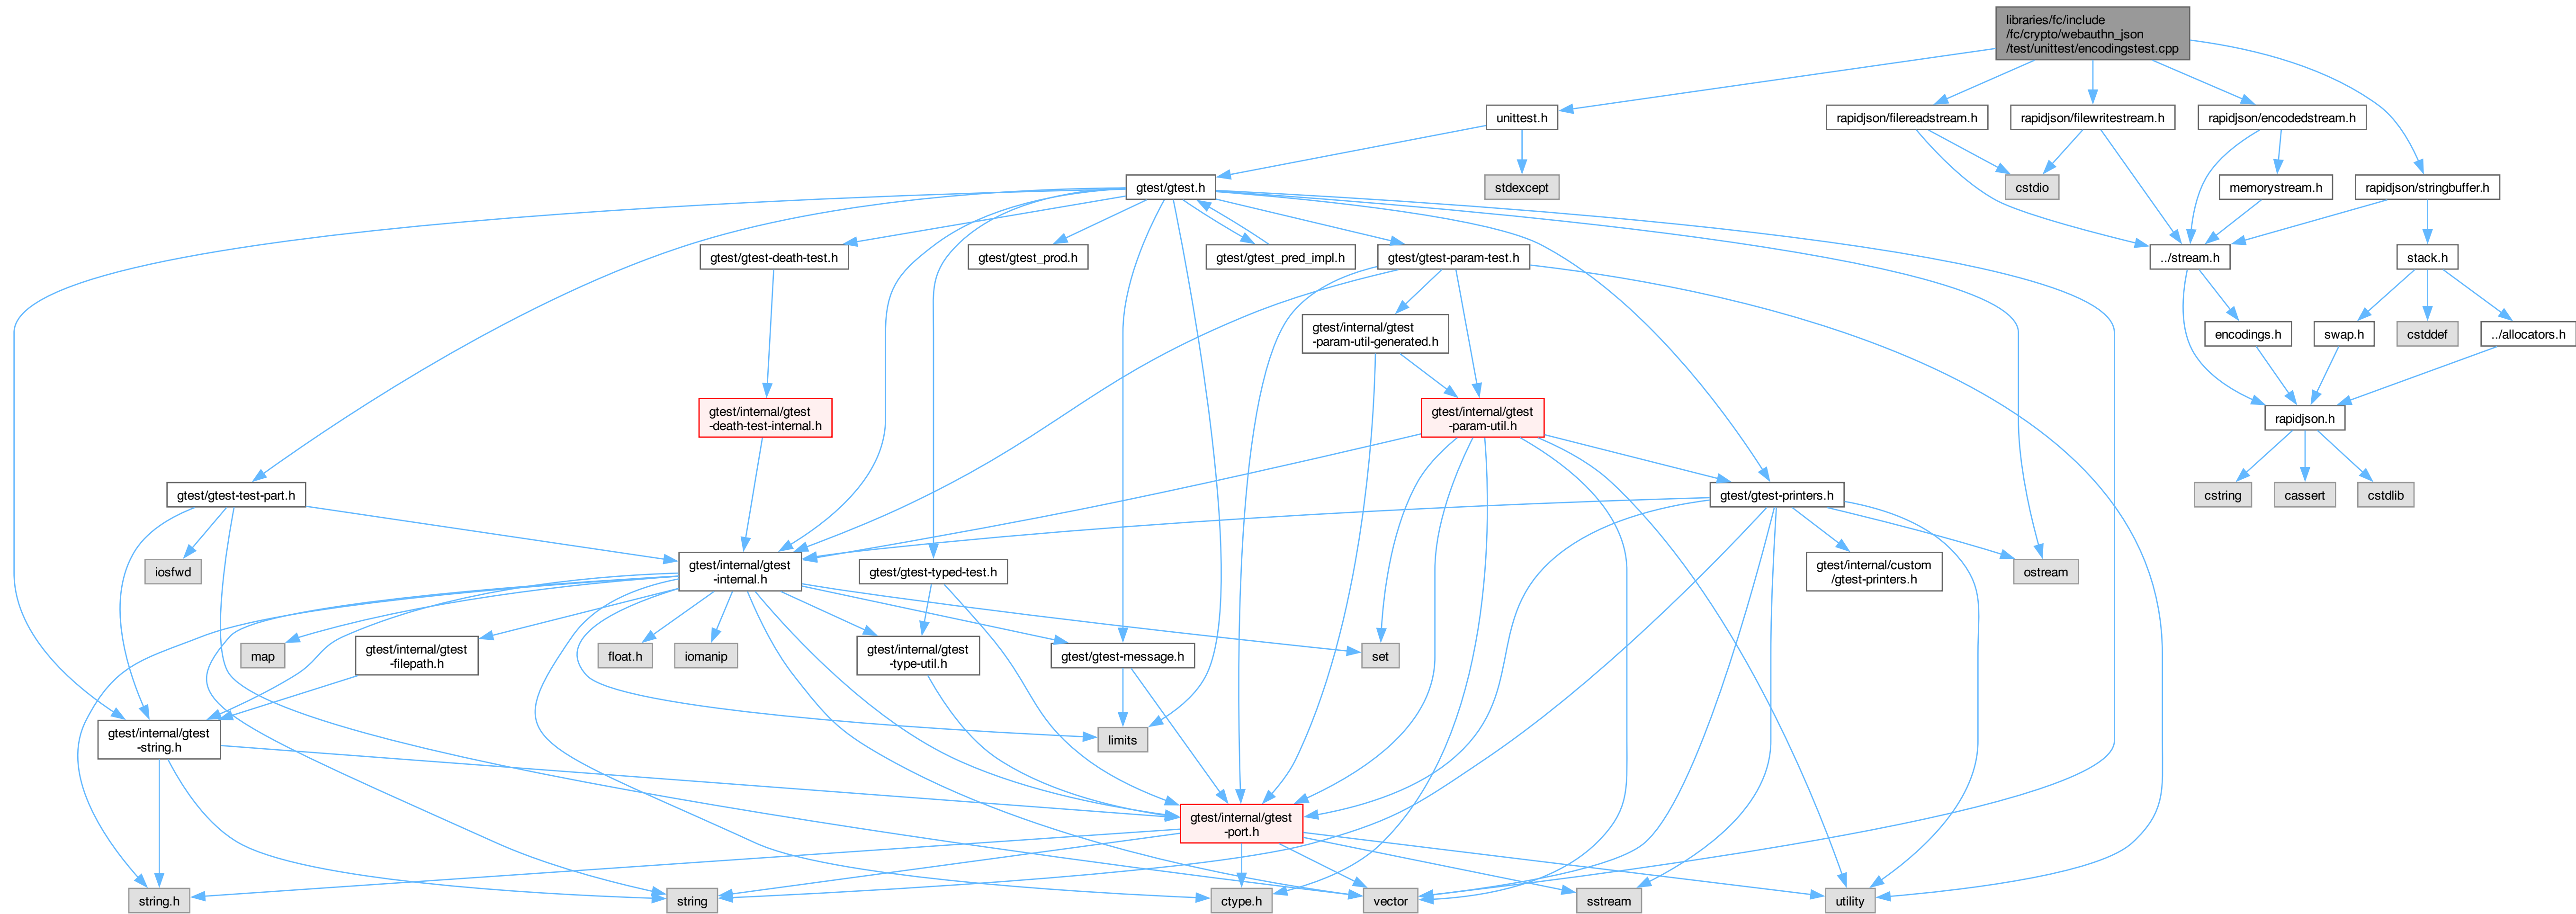 libraries/fc/include
/fc/crypto/webauthn_json
/test/unittest/encodingstest.cpp
unittest.h
rapidjson/filereadstream.h
rapidjson/filewritestream.h
rapidjson/encodedstream.h
gtest/gtest.h
stdexcept
cstdio
memorystream.h
rapidjson/stringbuffer.h
gtest/gtest-death-test.h
gtest/gtest_prod.h
gtest/gtest_pred_impl.h
gtest/gtest-param-test.h
../stream.h
stack.h
gtest/internal/gtest
-param-util-generated.h
encodings.h
swap.h
cstddef
../allocators.h
gtest/internal/gtest
-death-test-internal.h
gtest/internal/gtest
-param-util.h
rapidjson.h
gtest/gtest-test-part.h
gtest/gtest-printers.h
cstring
cassert
cstdlib
iosfwd
gtest/internal/gtest
-internal.h
gtest/gtest-typed-test.h
gtest/internal/custom
/gtest-printers.h
ostream
map
gtest/internal/gtest
-filepath.h
float.h
iomanip
gtest/internal/gtest
-type-util.h
gtest/gtest-message.h
set
gtest/internal/gtest
-string.h
limits
gtest/internal/gtest
-port.h
string.h
string
ctype.h
vector
sstream
utility